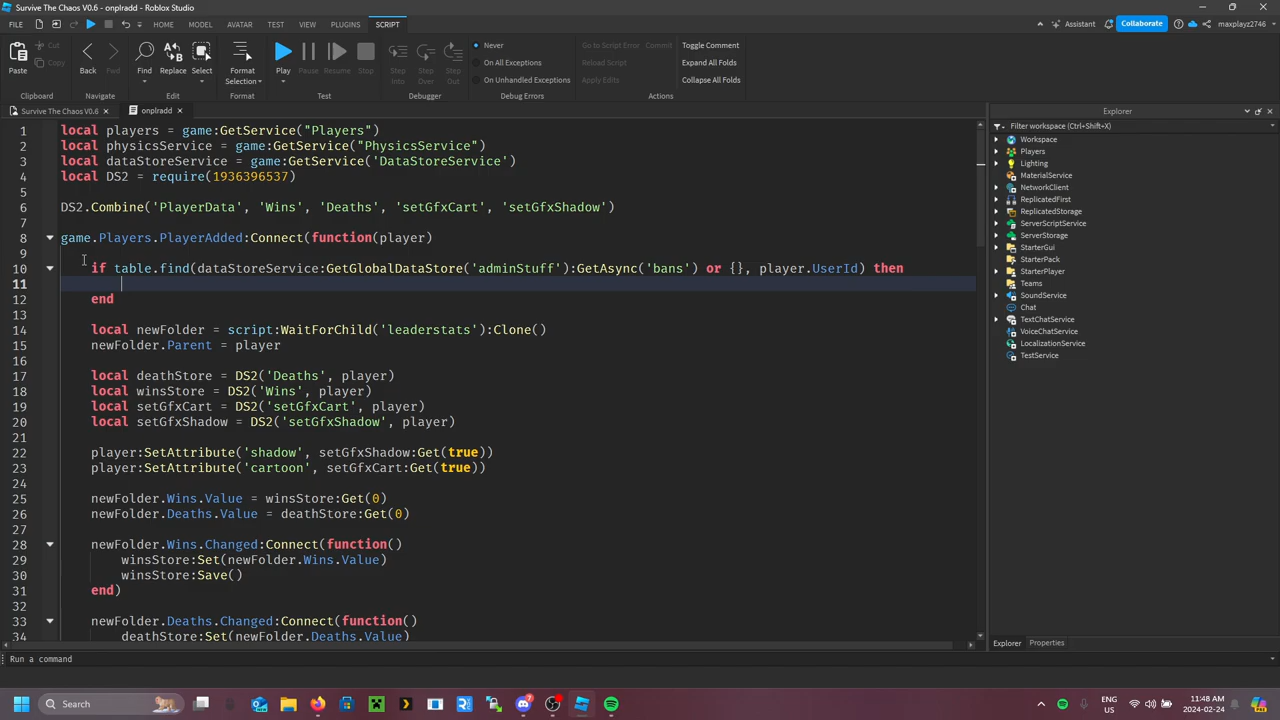 Survive The Chaos V0.6 : onplradd - Roblox Studio
FILE HOME MODEL AVATAR TEST VIEW PLUGINS SCRIPT Assistant Collaborate maxplayz2746
Paste Cut Copy Back Fwd Find Replace Select Format Selection Play Pause Resume Stop Step Into Step Over Step Out
Never On All Exceptions On Unhandled Exceptions
Go to Script Error Commit Reload Script Apply Edits
Toggle Comment Expand All Folds Collapse All Folds
Clipboard Navigate Edit Format Test Debugger Debug Errors Actions
Survive The Chaos V0.6 × onplradd ×
1 local players = game:GetService("Players")
2 local physicsService = game:GetService("PhysicsService")
3 local dataStoreService = game:GetService('DataStoreService')
4 local DS2 = require(1936396537)
5
6 DS2.Combine('PlayerData', 'Wins', 'Deaths', 'setGfxCart', 'setGfxShadow')
7
8 game.Players.PlayerAdded:Connect(function(player)
9
10 if table.find(dataStoreService:GetGlobalDataStore('adminStuff'):GetAsync('bans') or {}, player.UserId) then
11
12 end
13
14 local newFolder = script:WaitForChild('leaderstats'):Clone()
15 newFolder.Parent = player
16
17 local deathStore = DS2('Deaths', player)
18 local winsStore = DS2('Wins', player)
19 local setGfxCart = DS2('setGfxCart', player)
20 local setGfxShadow = DS2('setGfxShadow', player)
21
22 player:SetAttribute('shadow', setGfxShadow:Get(true))
23 player:SetAttribute('cartoon', setGfxCart:Get(true))
24
25 newFolder.Wins.Value = winsStore:Get(0)
26 newFolder.Deaths.Value = deathStore:Get(0)
27
28 newFolder.Wins.Changed:Connect(function()
29 winsStore:Set(newFolder.Wins.Value)
30 winsStore:Save()
31 end)
32
33 newFolder.Deaths.Changed:Connect(function()
34 deathStore:Set(newFolder.Deaths.Value)
Explorer
Filter workspace (Ctrl+Shift+X)
Workspace
Players
Lighting
MaterialService
NetworkClient
ReplicatedFirst
ReplicatedStorage
ServerScriptService
ServerStorage
StarterGui
StarterPack
StarterPlayer
Teams
SoundService
Chat
TextChatService
VoiceChatService
LocalizationService
TestService
Explorer Properties
Run a command
Search
ENG
US
11:48 AM
2024-02-24